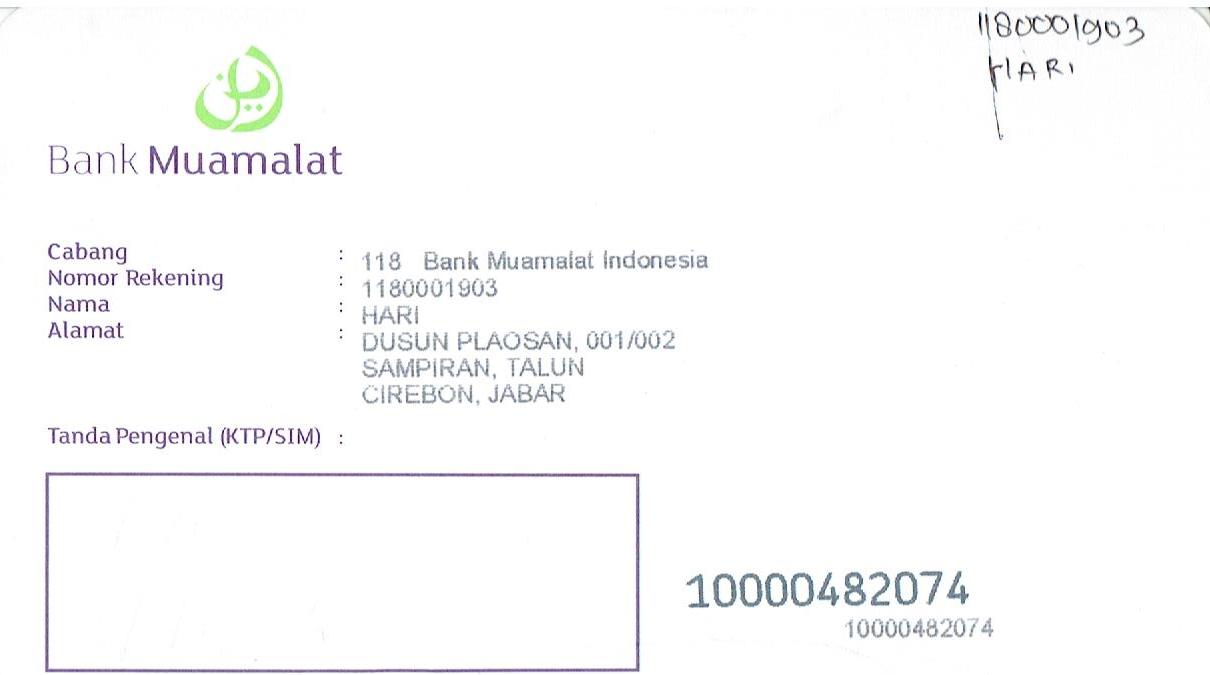 1180001903
HARI
Bank Muamalat
Cabang : 118 Bank Muamalat Indonesia
Nomor Rekening : 1180001903
Nama : HARI
Alamat : DUSUN PLAOSAN, 001/002
SAMPIRAN, TALUN
CIREBON, JABAR
Tanda Pengenal (KTP/SIM) :
10000482074
10000482074